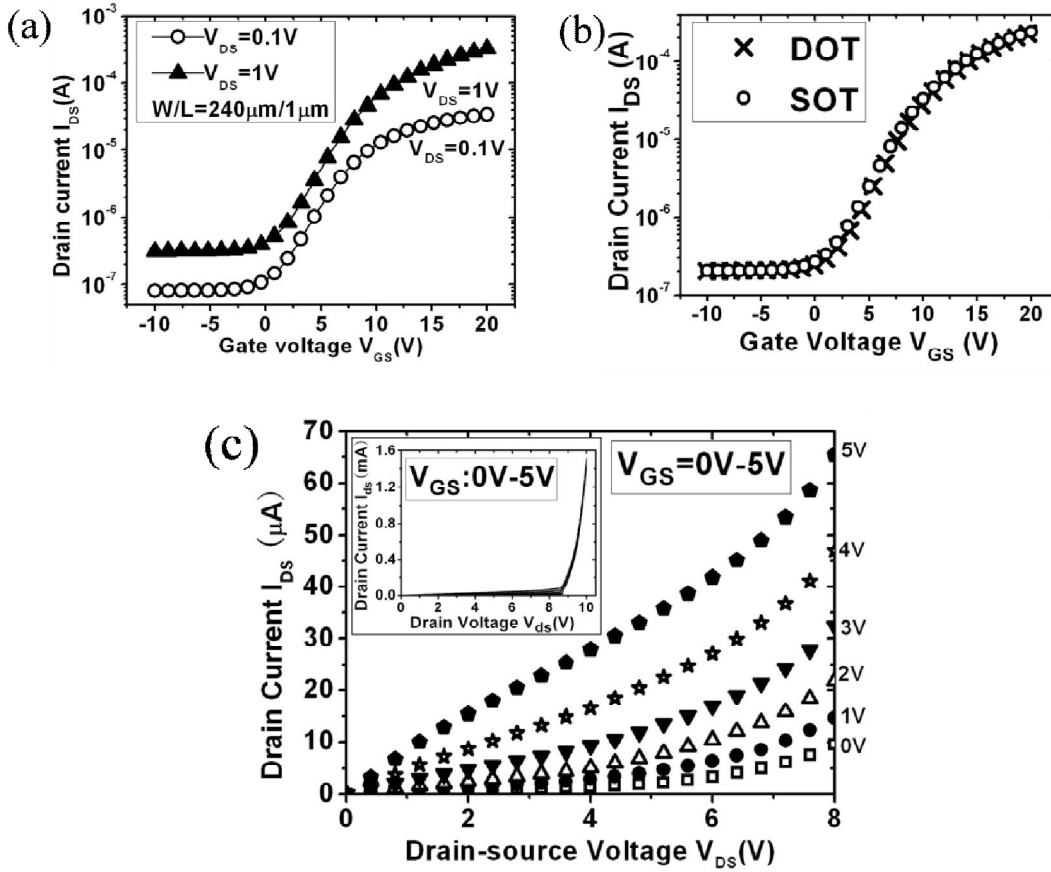 (a)
V_DS=0.1V
V_DS=1V
W/L=240μm/1μm
V_DS=1V
V_DS=0.1V
Drain current I_DS(A)
10^-3
10^-4
10^-5
10^-6
10^-7
-10 -5 0 5 10 15 20
Gate voltage V_GS(V)
(b)
DOT
SOT
Drain Current I_DS (A)
10^-4
10^-5
10^-6
10^-7
-10 -5 0 5 10 15 20
Gate Voltage V_GS (V)
(c)
V_GS:0V-5V
Drain Current I_ds (mA)
1.6
1.2
0.8
0.4
0.0
0 2 4 6 8 10
Drain Voltage V_ds(V)
V_GS=0V-5V
5V
4V
3V
2V
1V
0V
Drain Current I_DS (μA)
70
60
50
40
30
20
10
0
0 2 4 6 8
Drain-source Voltage V_DS(V)